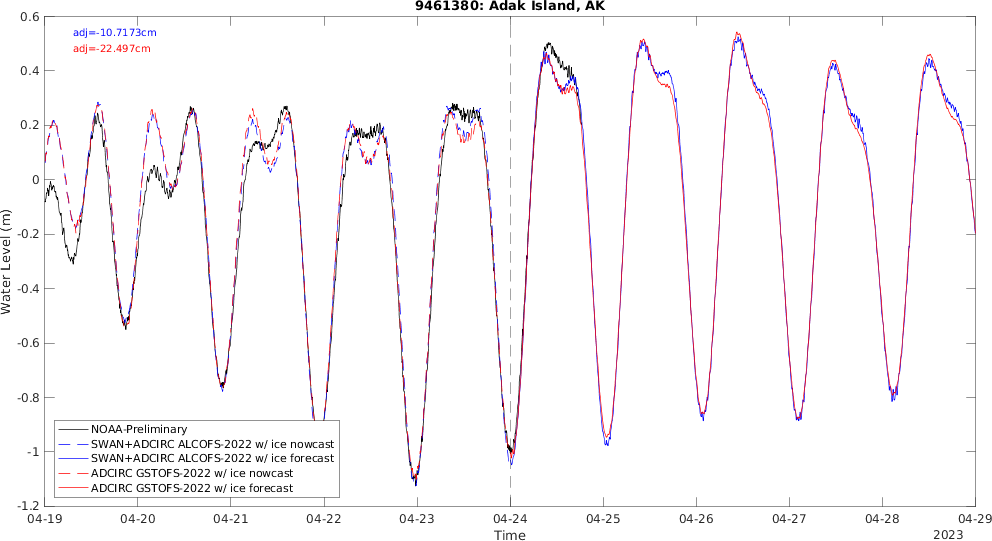 9461380: Adak Island, AK
adj=-10.7173cm
adj=-22.497cm
0.6
0.4
0.2
0
-0.2
-0.4
-0.6
-0.8
-1
-1.2
Water Level (m)
NOAA-Preliminary
SWAN+ADCIRC ALCOFS-2022 w/ ice nowcast
SWAN+ADCIRC ALCOFS-2022 w/ ice forecast
ADCIRC GSTOFS-2022 w/ ice nowcast
ADCIRC GSTOFS-2022 w/ ice forecast
04-19 04-20 04-21 04-22 04-23 04-24 04-25 04-26 04-27 04-28 04-29
Time
2023